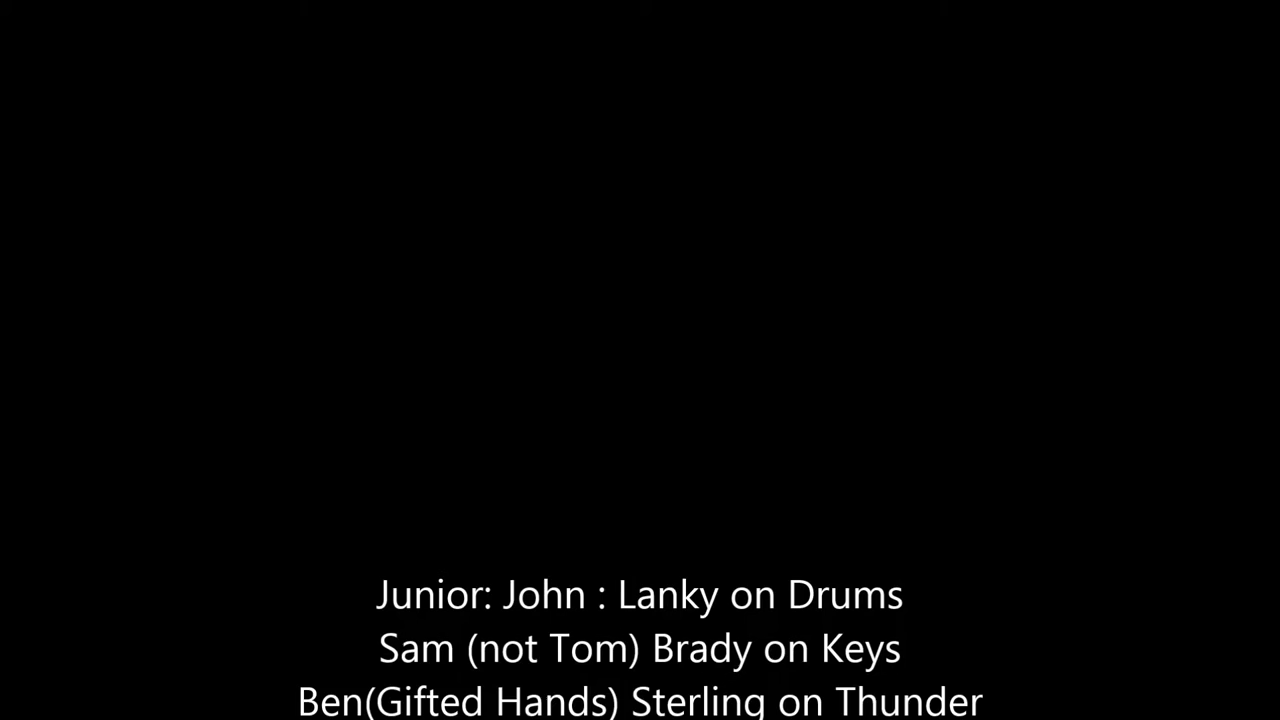 Junior: John : Lanky on Drums
Sam (not Tom) Brady on Keys
Ben(Gifted Hands) Sterling on Thunder